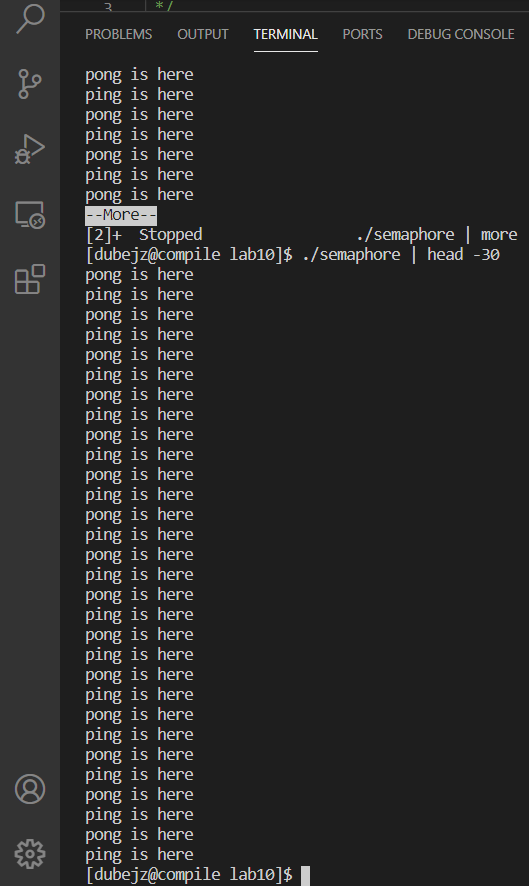 3 */
PROBLEMS OUTPUT TERMINAL PORTS DEBUG CONSOLE
pong is here
ping is here
pong is here
ping is here
pong is here
ping is here
pong is here
--More--
[2]+  Stopped                 ./semaphore | more
[dubejz@compile lab10]$ ./semaphore | head -30
pong is here
ping is here
pong is here
ping is here
pong is here
ping is here
pong is here
ping is here
pong is here
ping is here
pong is here
ping is here
pong is here
ping is here
pong is here
ping is here
pong is here
ping is here
pong is here
ping is here
pong is here
ping is here
pong is here
ping is here
pong is here
ping is here
pong is here
ping is here
pong is here
ping is here
[dubejz@compile lab10]$